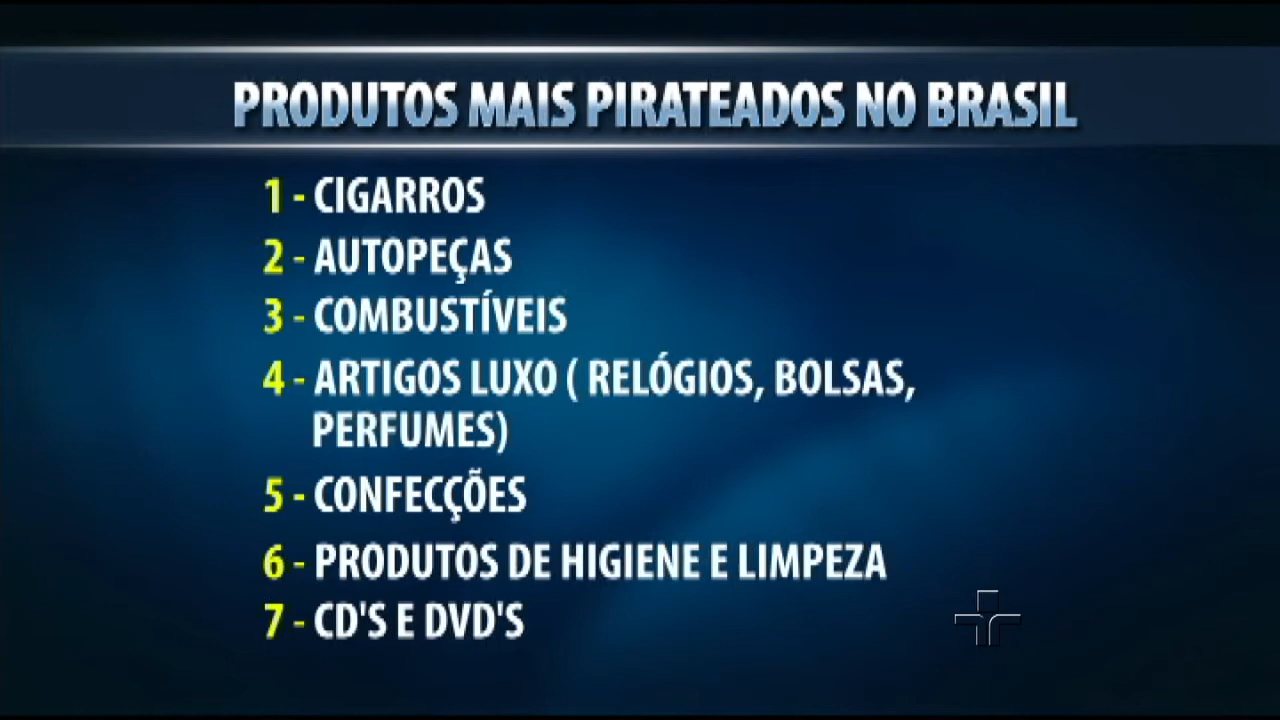 PRODUTOS MAIS PIRATEADOS NO BRASIL
1 - CIGARROS
2 - AUTOPEÇAS
3 - COMBUSTÍVEIS
4 - ARTIGOS LUXO ( RELÓGIOS, BOLSAS,
PERFUMES)
5 - CONFECÇÕES
6 - PRODUTOS DE HIGIENE E LIMPEZA
7 - CD'S E DVD'S